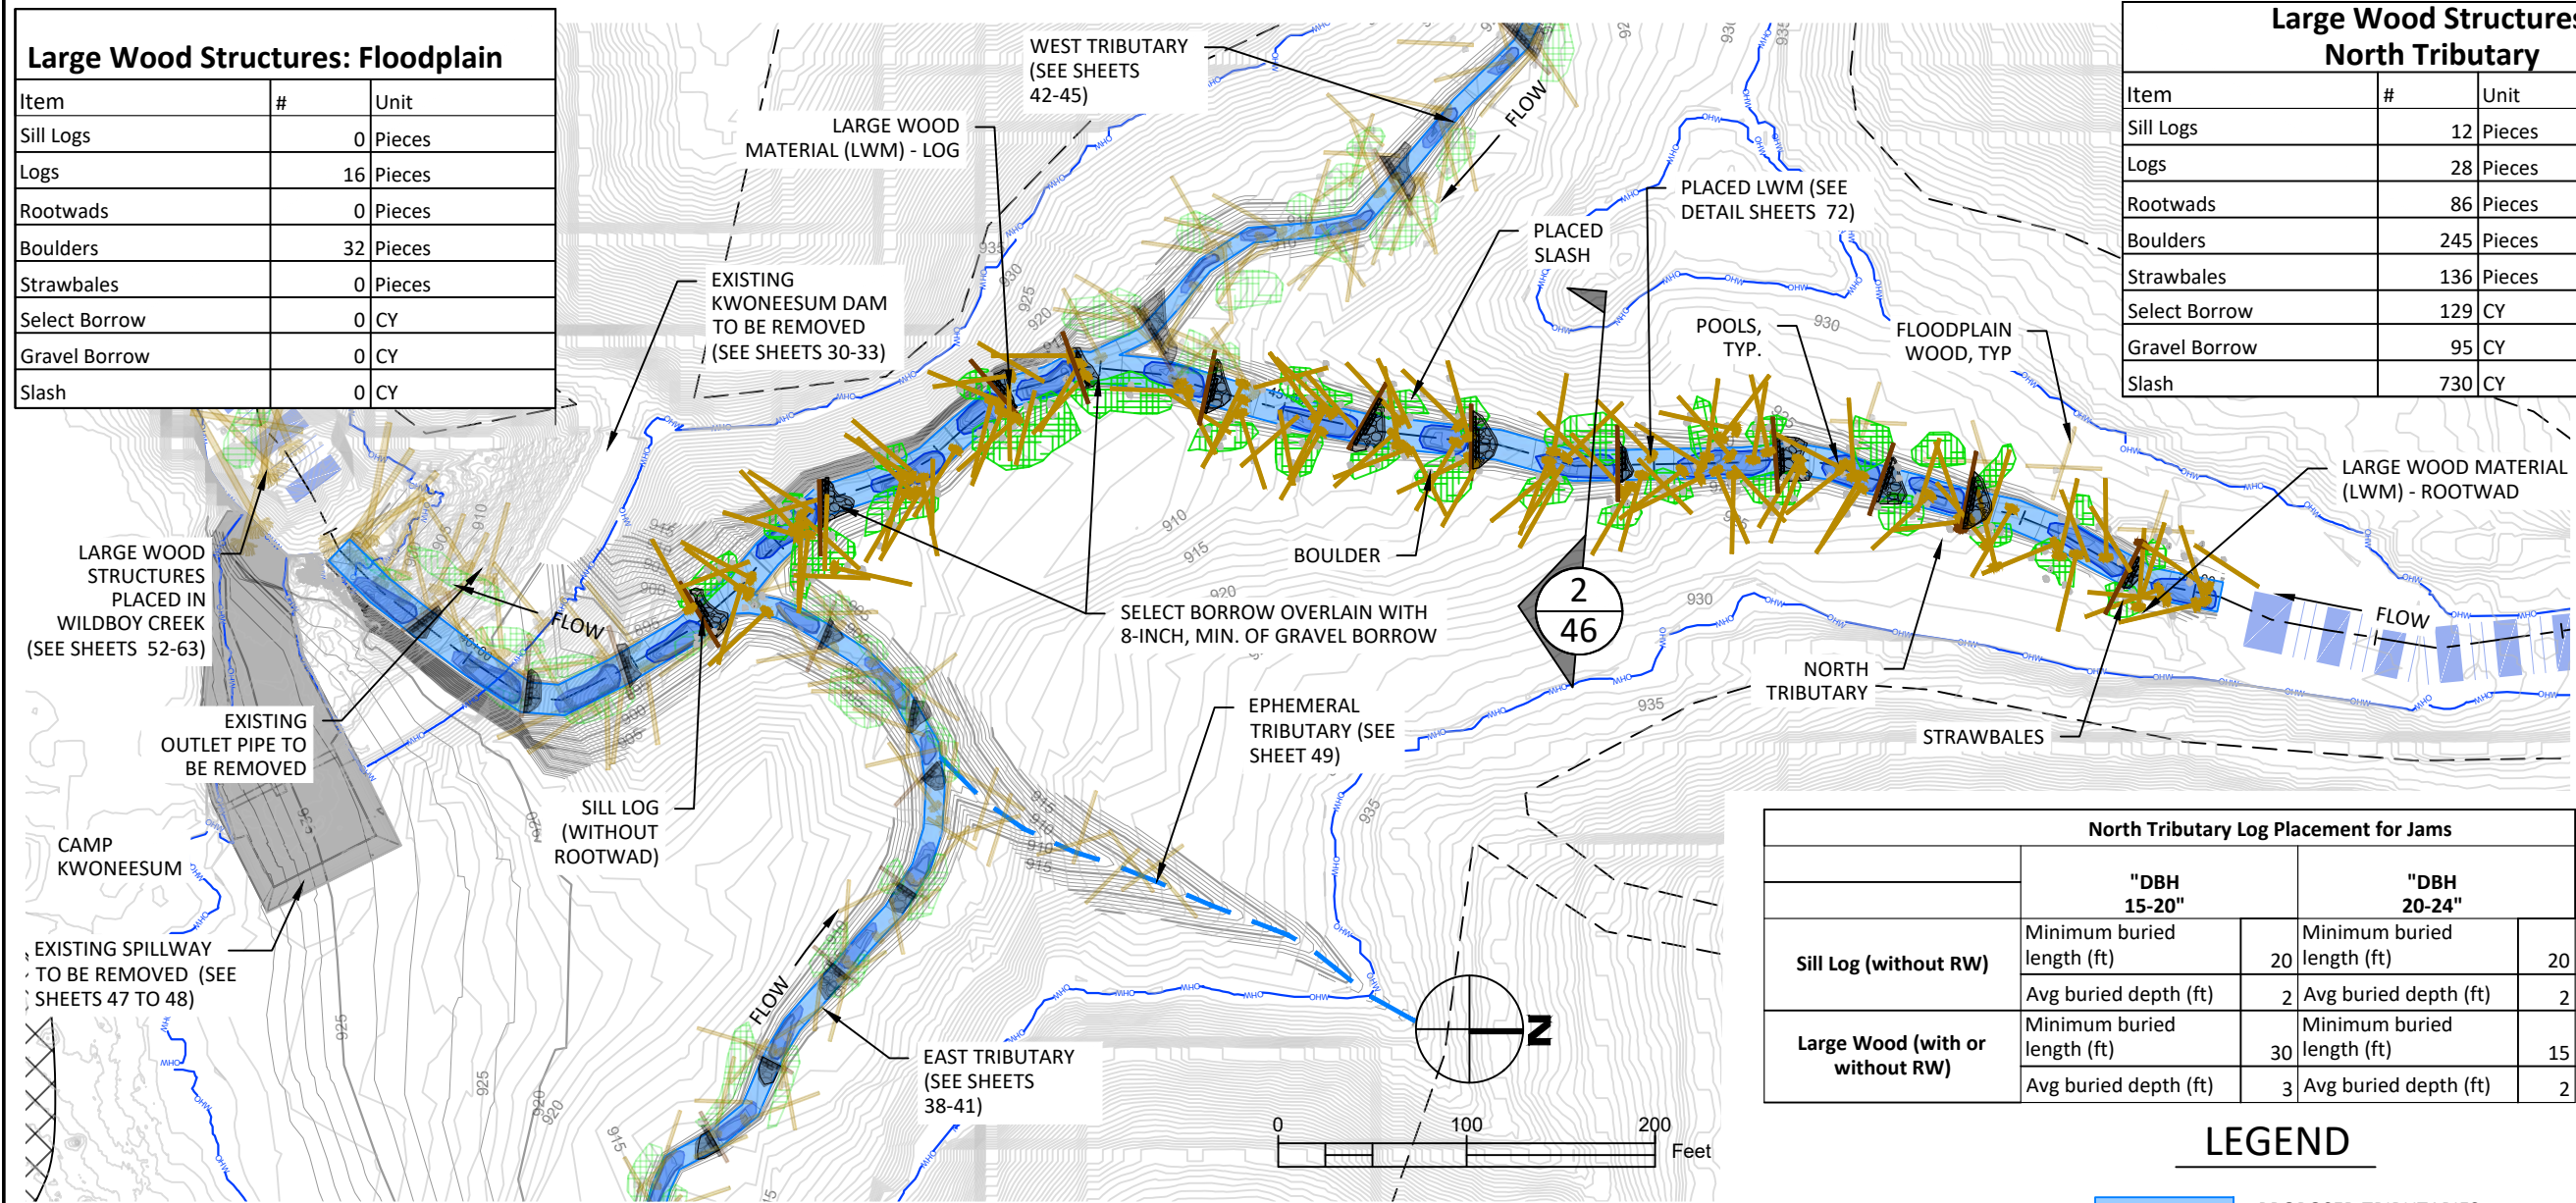 Large Wood Structures: Floodplain
Item # Unit
Sill Logs 0 Pieces
Logs 16 Pieces
Rootwads 0 Pieces
Boulders 32 Pieces
Strawbales 0 Pieces
Select Borrow 0 CY
Gravel Borrow 0 CY
Slash 0 CY
Large Wood Structures
North Tributary
Item # Unit
Sill Logs 12 Pieces
Logs 28 Pieces
Rootwads 86 Pieces
Boulders 245 Pieces
Strawbales 136 Pieces
Select Borrow 129 CY
Gravel Borrow 95 CY
Slash 730 CY
WEST TRIBUTARY
(SEE SHEETS
42-45)
LARGE WOOD
MATERIAL (LWM) - LOG
FLOW
PLACED LWM (SEE
DETAIL SHEETS 72)
PLACED
SLASH
EXISTING
KWONEESUM DAM
TO BE REMOVED
(SEE SHEETS 30-33)
POOLS,
TYP.
FLOODPLAIN
WOOD, TYP
LARGE WOOD MATERIAL
(LWM) - ROOTWAD
LARGE WOOD
STRUCTURES
PLACED IN
WILDBOY CREEK
(SEE SHEETS 52-63)
BOULDER
SELECT BORROW OVERLAIN WITH
8-INCH, MIN. OF GRAVEL BORROW
2
46
FLOW
FLOW
NORTH
TRIBUTARY
STRAWBALES
EXISTING
OUTLET PIPE TO
BE REMOVED
EPHEMERAL
TRIBUTARY (SEE
SHEET 49)
SILL LOG
(WITHOUT
ROOTWAD)
CAMP
KWONEESUM
EXISTING SPILLWAY
TO BE REMOVED (SEE
SHEETS 47 TO 48)
FLOW
EAST TRIBUTARY
(SEE SHEETS
38-41)
N
0 100 200
Feet
North Tributary Log Placement for Jams
"DBH "DBH
15-20" 20-24"
Sill Log (without RW)
Minimum buried length (ft) 20 Minimum buried length (ft) 20
Avg buried depth (ft) 2 Avg buried depth (ft) 2
Large Wood (with or
without RW)
Minimum buried length (ft) 30 Minimum buried length (ft) 15
Avg buried depth (ft) 3 Avg buried depth (ft) 2
LEGEND